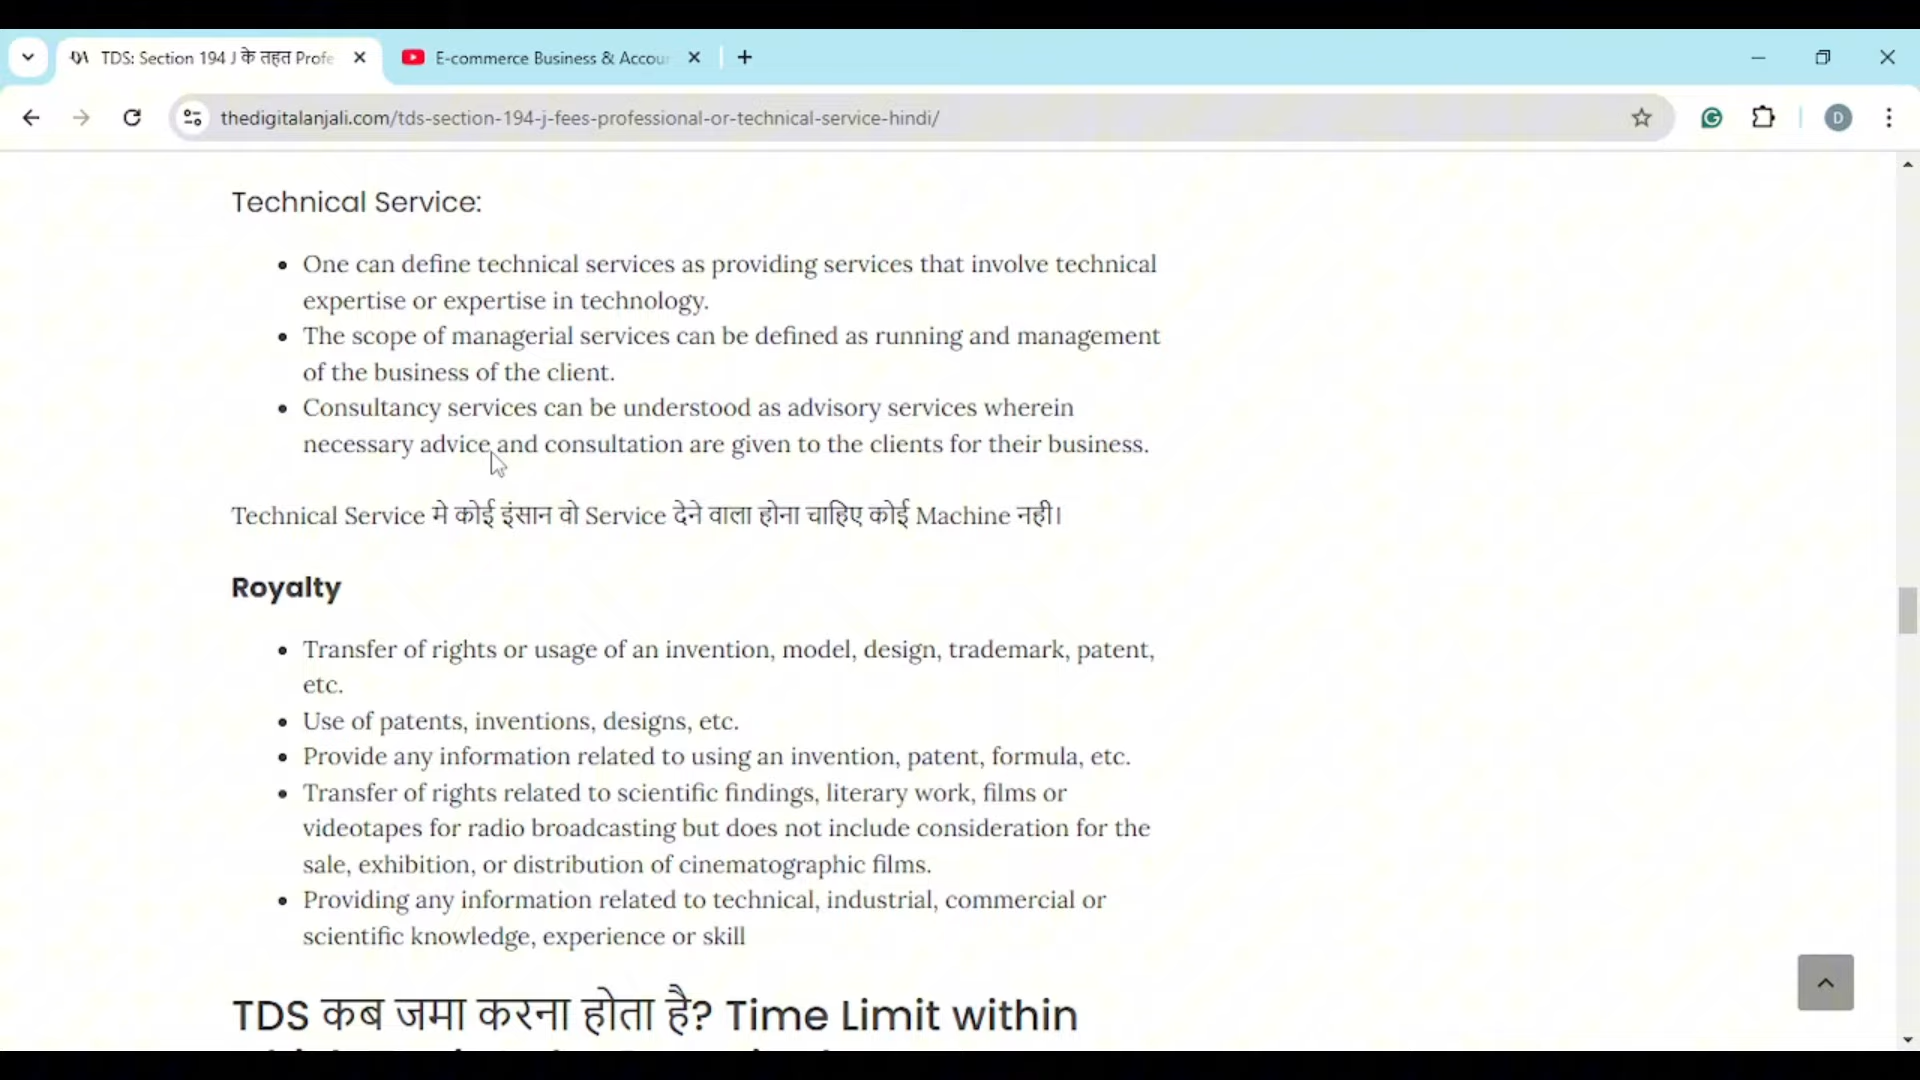 TDS: Section 194 J के तहत Profe
E-commerce Business & Accou
thedigitalanjali.com/tds-section-194-j-fees-professional-or-technical-service-hindi/
D
Technical Service:
One can define technical services as providing services that involve technical
expertise or expertise in technology.
The scope of managerial services can be defined as running and management
of the business of the client.
Consultancy services can be understood as advisory services wherein
necessary advice and consultation are given to the clients for their business.
Technical Service मे कोई इंसान वो Service देने वाला होना चाहिए कोई Machine नही।
Royalty
Transfer of rights or usage of an invention, model, design, trademark, patent,
etc.
Use of patents, inventions, designs, etc.
Provide any information related to using an invention, patent, formula, etc.
Transfer of rights related to scientific findings, literary work, films or
videotapes for radio broadcasting but does not include consideration for the
sale, exhibition, or distribution of cinematographic films.
Providing any information related to technical, industrial, commercial or
scientific knowledge, experience or skill
TDS कब जमा करना होता है? Time Limit within